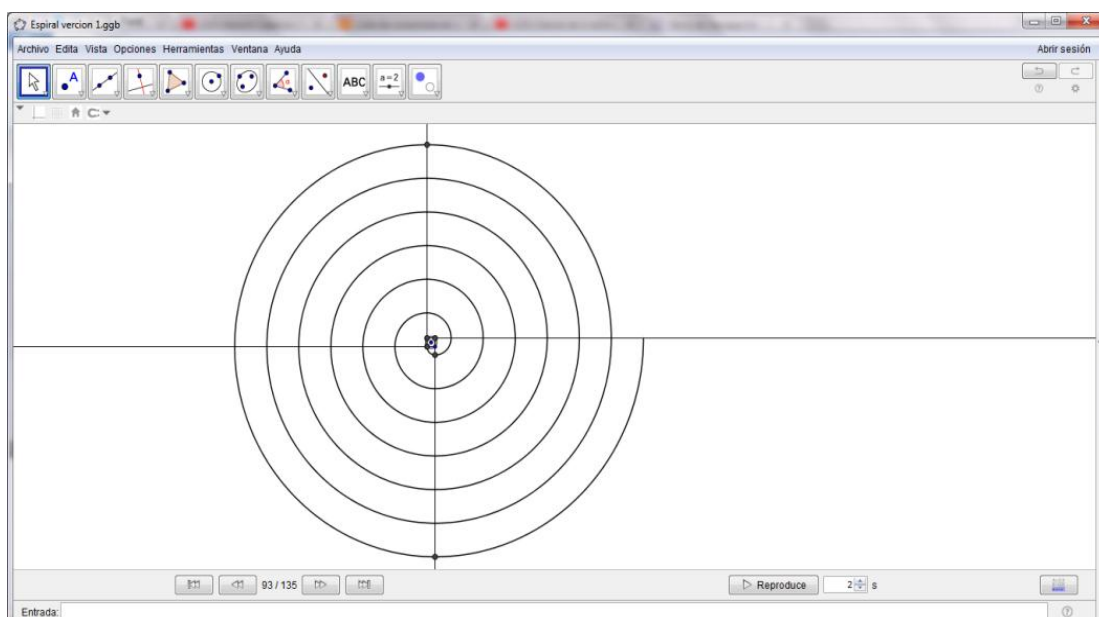 Espiral vercion 1.ggb
Archivo Edita Vista Opciones Herramientas Ventana Ayuda
Abrir sesión
A
ABC
a=2
93 / 135
Reproduce
2 s
Entrada: